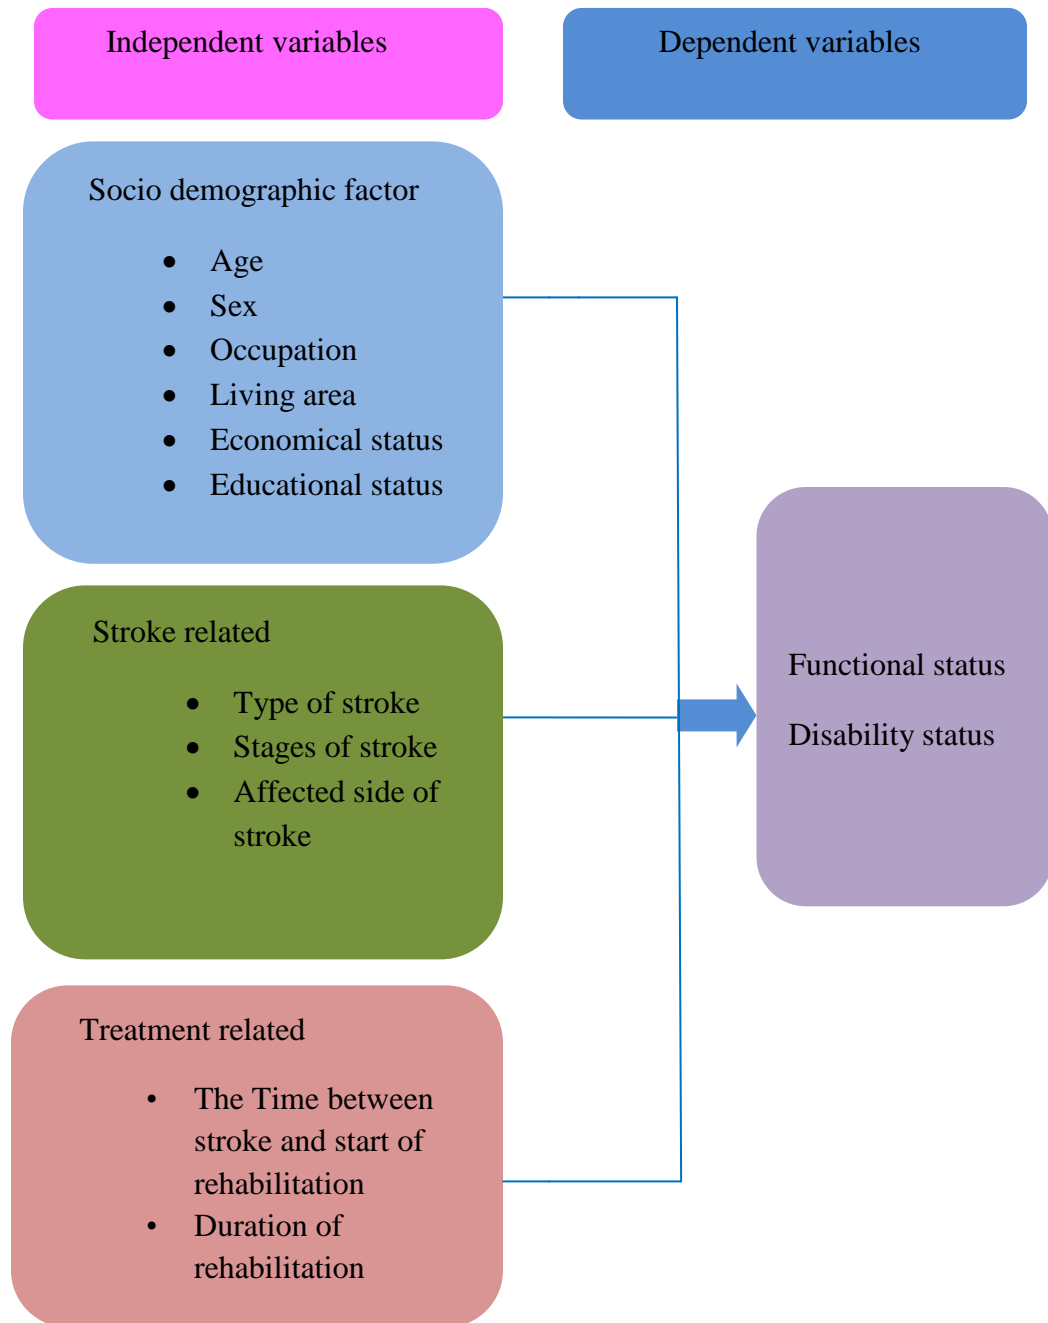 Independent variables
Dependent variables
Socio demographic factor
• Age
• Sex
• Occupation
• Living area
• Economical status
• Educational status
Stroke related
• Type of stroke
• Stages of stroke
• Affected side of
stroke
Treatment related
• The Time between
stroke and start of
rehabilitation
• Duration of
rehabilitation
Functional status
Disability status